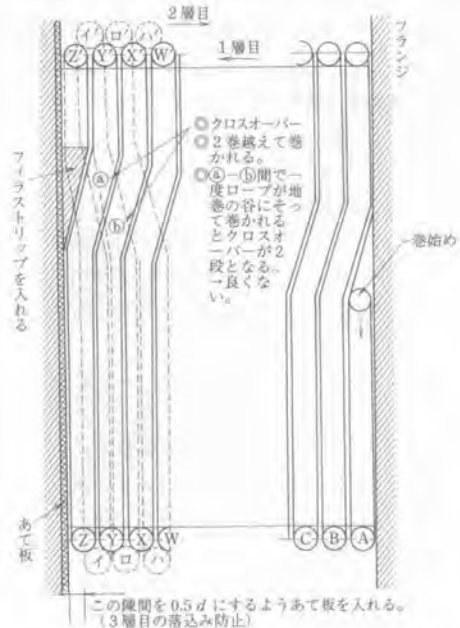 2層目
1層目
イ′ ロ′ ハ′
Z′ Y′ X′ W′
フランジ
◎クロスオーバー
◎2巻越えて巻
かれる。
◎ⓐ—ⓑ間で一
度ロープが地
巻の谷にそっ
て巻かれる
とクロスオ
ーバーが2
段となる。
→良くな
い。
ⓐ
ⓑ
フィラストリップを入れる
巻始め
あて板
Z Y X W
イ ロ ハ
C B A
この隙間を0.5dにするようあて板を入れる。
(3層目の落込み防止)